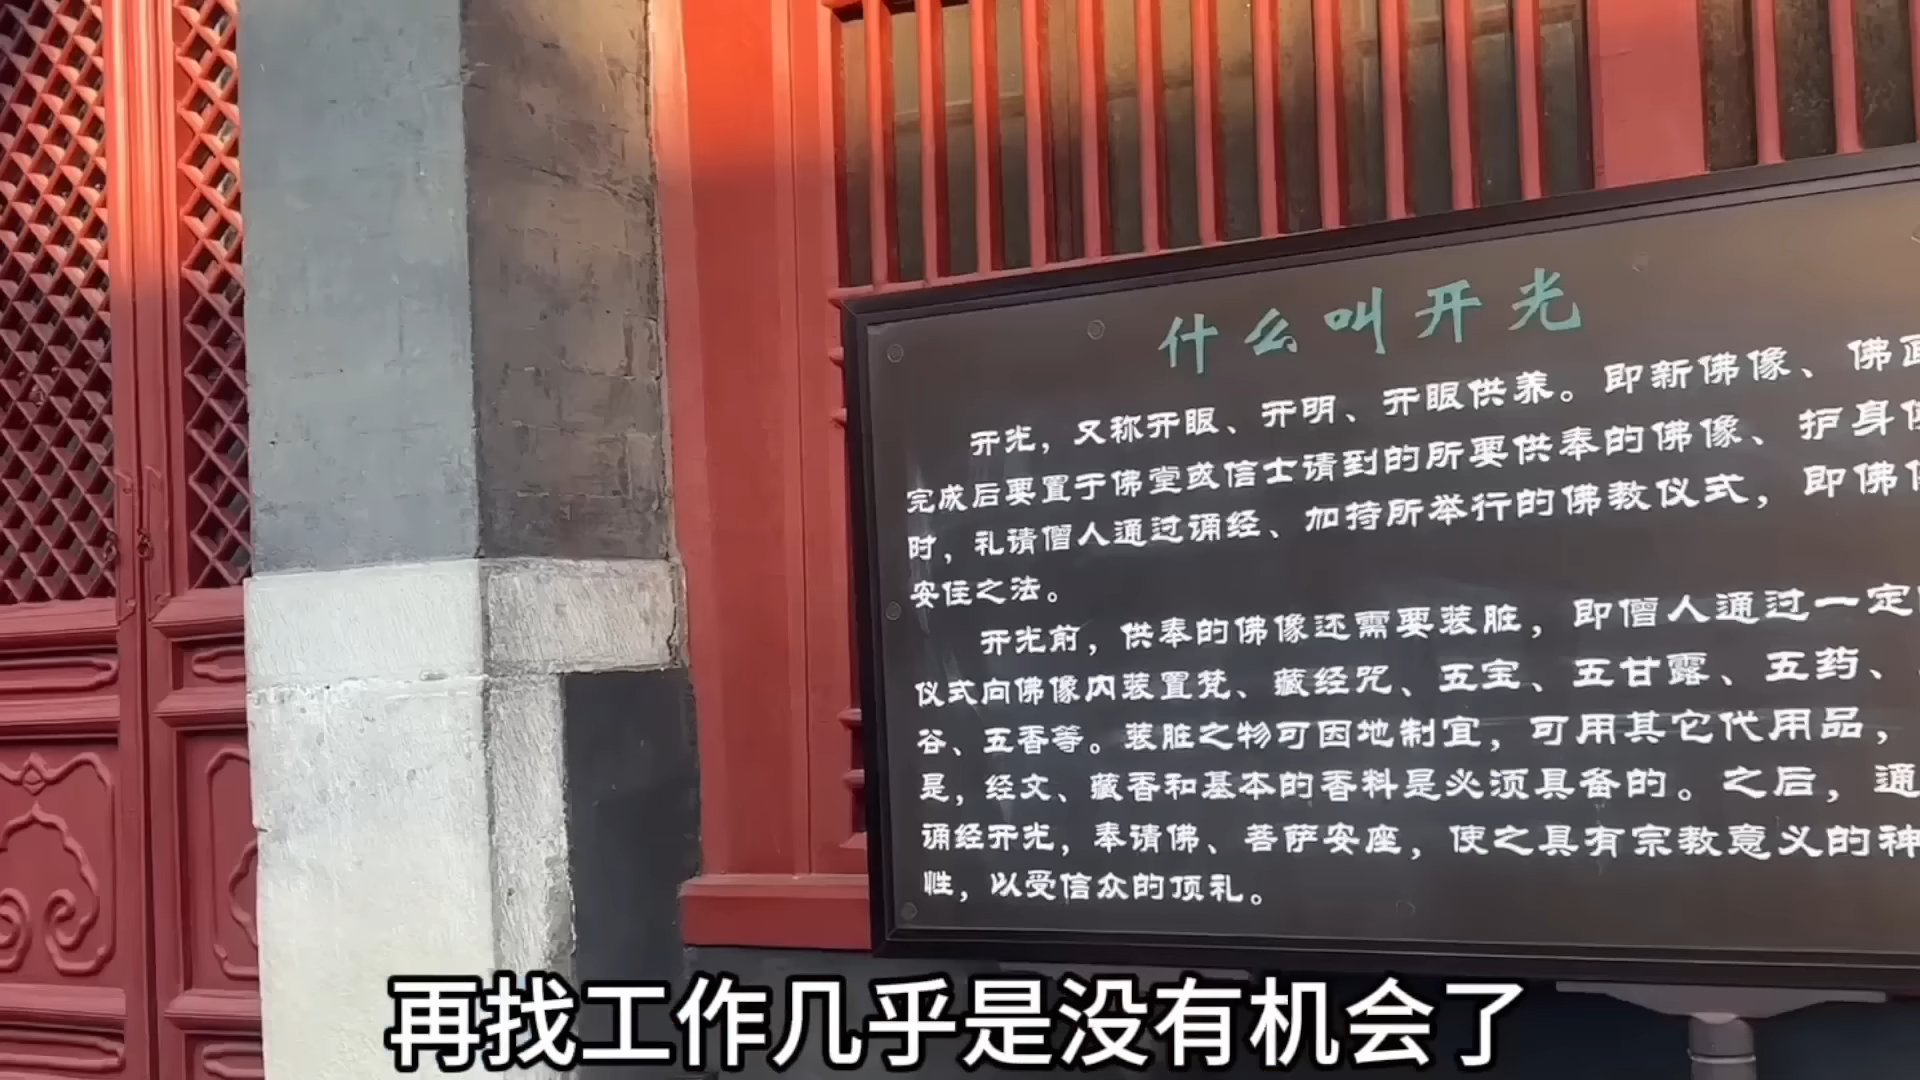 什么叫开光
开光，又称开眼、开明、开眼供养。即新佛像、佛画
完成后要置于佛堂或信士请到的所要供奉的佛像、护身佛
时，礼请僧人通过诵经、加持所举行的佛教仪式，即佛像
安住之法。
开光前，供奉的佛像还需要装脏，即僧人通过一定
仪式向佛像内装置梵、藏经咒、五宝、五甘露、五药、
谷、五香等。装脏之物可因地制宜，可用其它代用品，
是，经文、藏香和基本的香料是必须具备的。之后，通
诵经开光，奉请佛、菩萨安座，使之具有宗教意义的神
性，以受信众的顶礼。
再找工作几乎是没有机会了